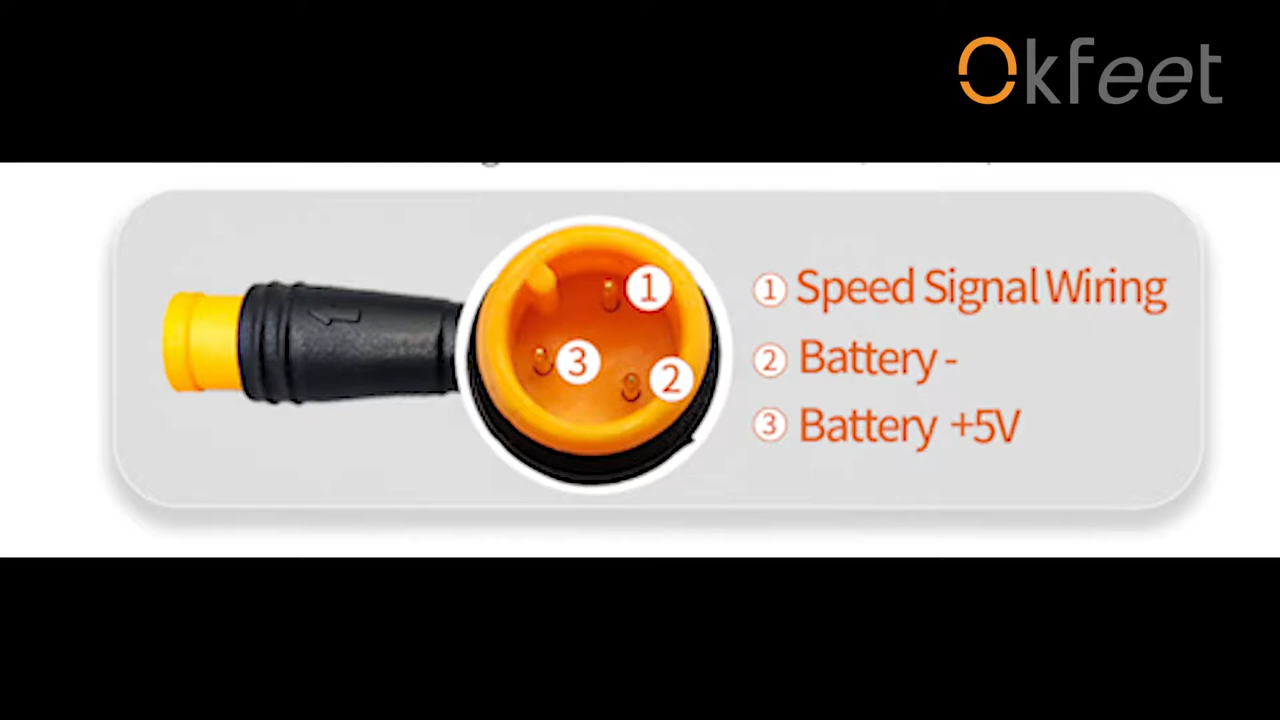 Okfeet
1
3
2
① Speed Signal Wiring
② Battery -
③ Battery +5V